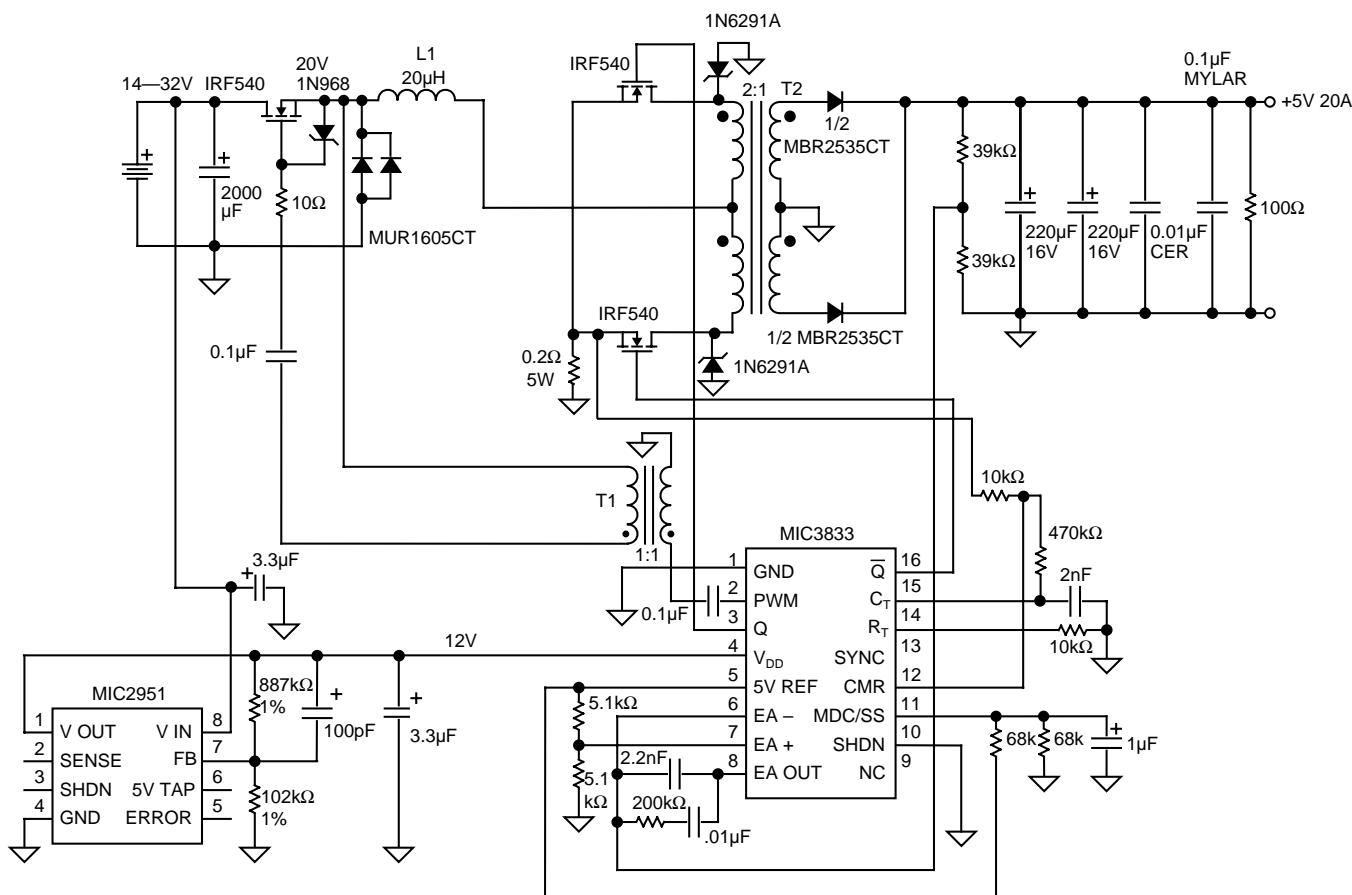 1N6291A
L1
20µH
20V
1N968
IRF540
14—32V
+
+
2000
µF
10Ω
MUR1605CT
IRF540
2:1
T2
1/2
MBR2535CT
0.1µF
MYLAR
+5V 20A
39kΩ
39kΩ
+
220µF
16V
+
220µF
16V
0.01µF
CER
100Ω
IRF540
1/2 MBR2535CT
0.2Ω
5W
1N6291A
0.1µF
T1
1:1
10kΩ
470kΩ
2nF
10kΩ
+
3.3µF
0.1µF
MIC3833
1
GND
2
PWM
3
Q
4
VDD
5
5V REF
6
EA –
7
EA +
8
EA OUT
16
Q̅
15
CT
14
RT
13
SYNC
12
CMR
11
MDC/SS
10
SHDN
9
NC
12V
MIC2951
1
V OUT
2
SENSE
3
SHDN
4
GND
8
V IN
7
FB
6
5V TAP
5
ERROR
887kΩ
1%
+
100pF
+
3.3µF
102kΩ
1%
5.1kΩ
5.1
kΩ
2.2nF
200kΩ
.01µF
68k
68k
+
1µF